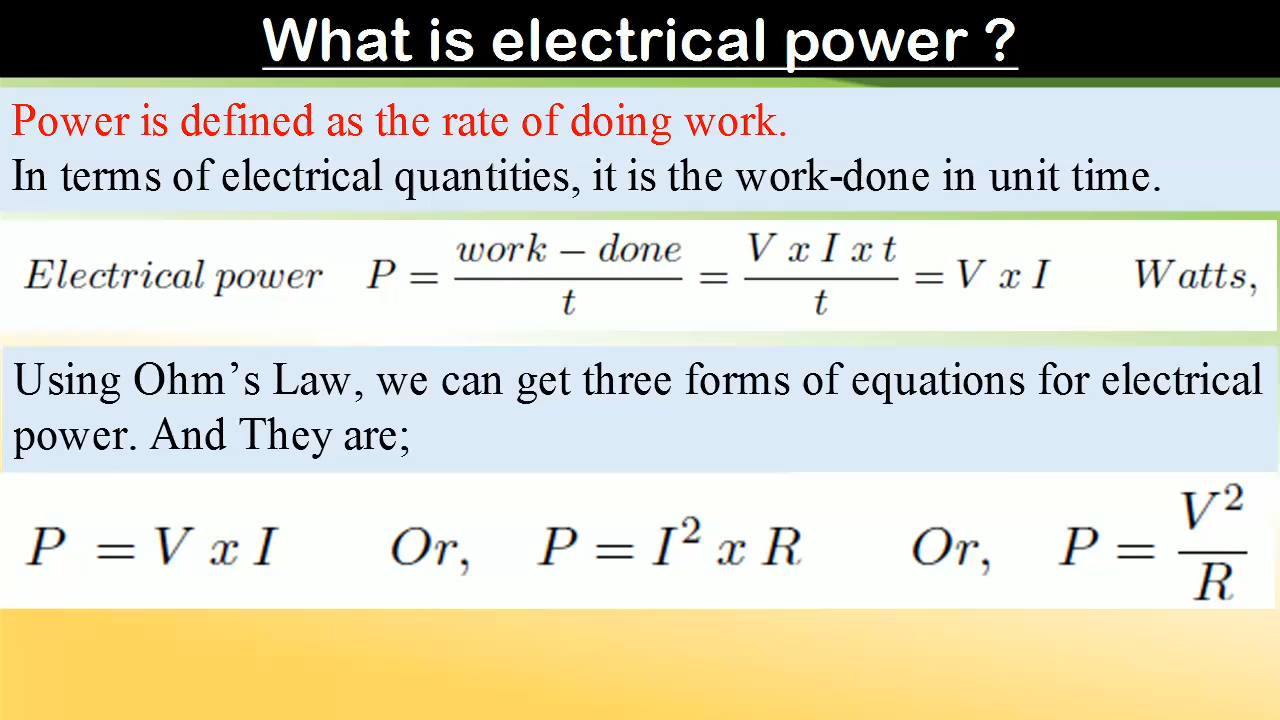 What is electrical power ?
Power is defined as the rate of doing work.
In terms of electrical quantities, it is the work-done in unit time.
Electrical power P = work − done / t = V x I x t / t = V x I Watts,
Using Ohm’s Law, we can get three forms of equations for electrical
power. And They are;
P = V x I Or, P = I² x R Or, P = V² / R